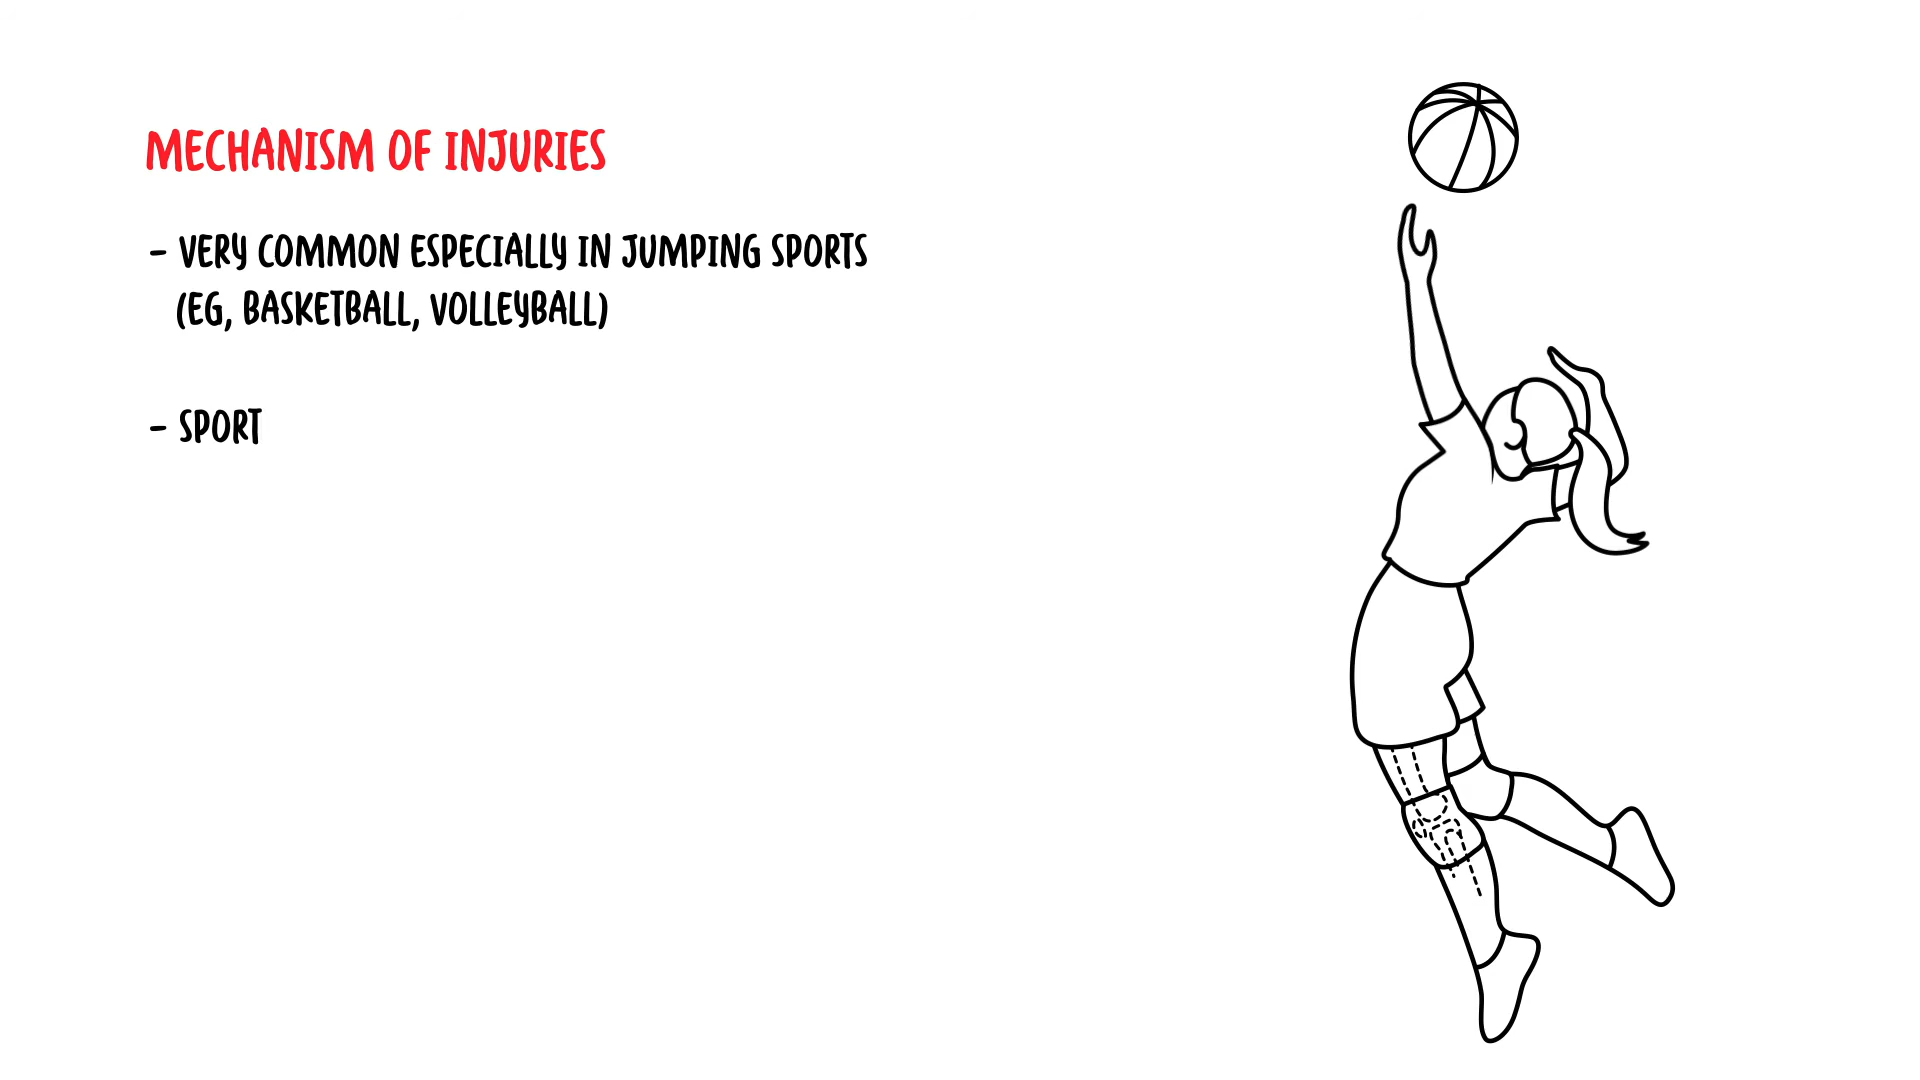 MECHANISM OF INJURIES
- VERY COMMON ESPECIALLY IN JUMPING SPORTS
(EG, BASKETBALL, VOLLEYBALL)
- SPORT